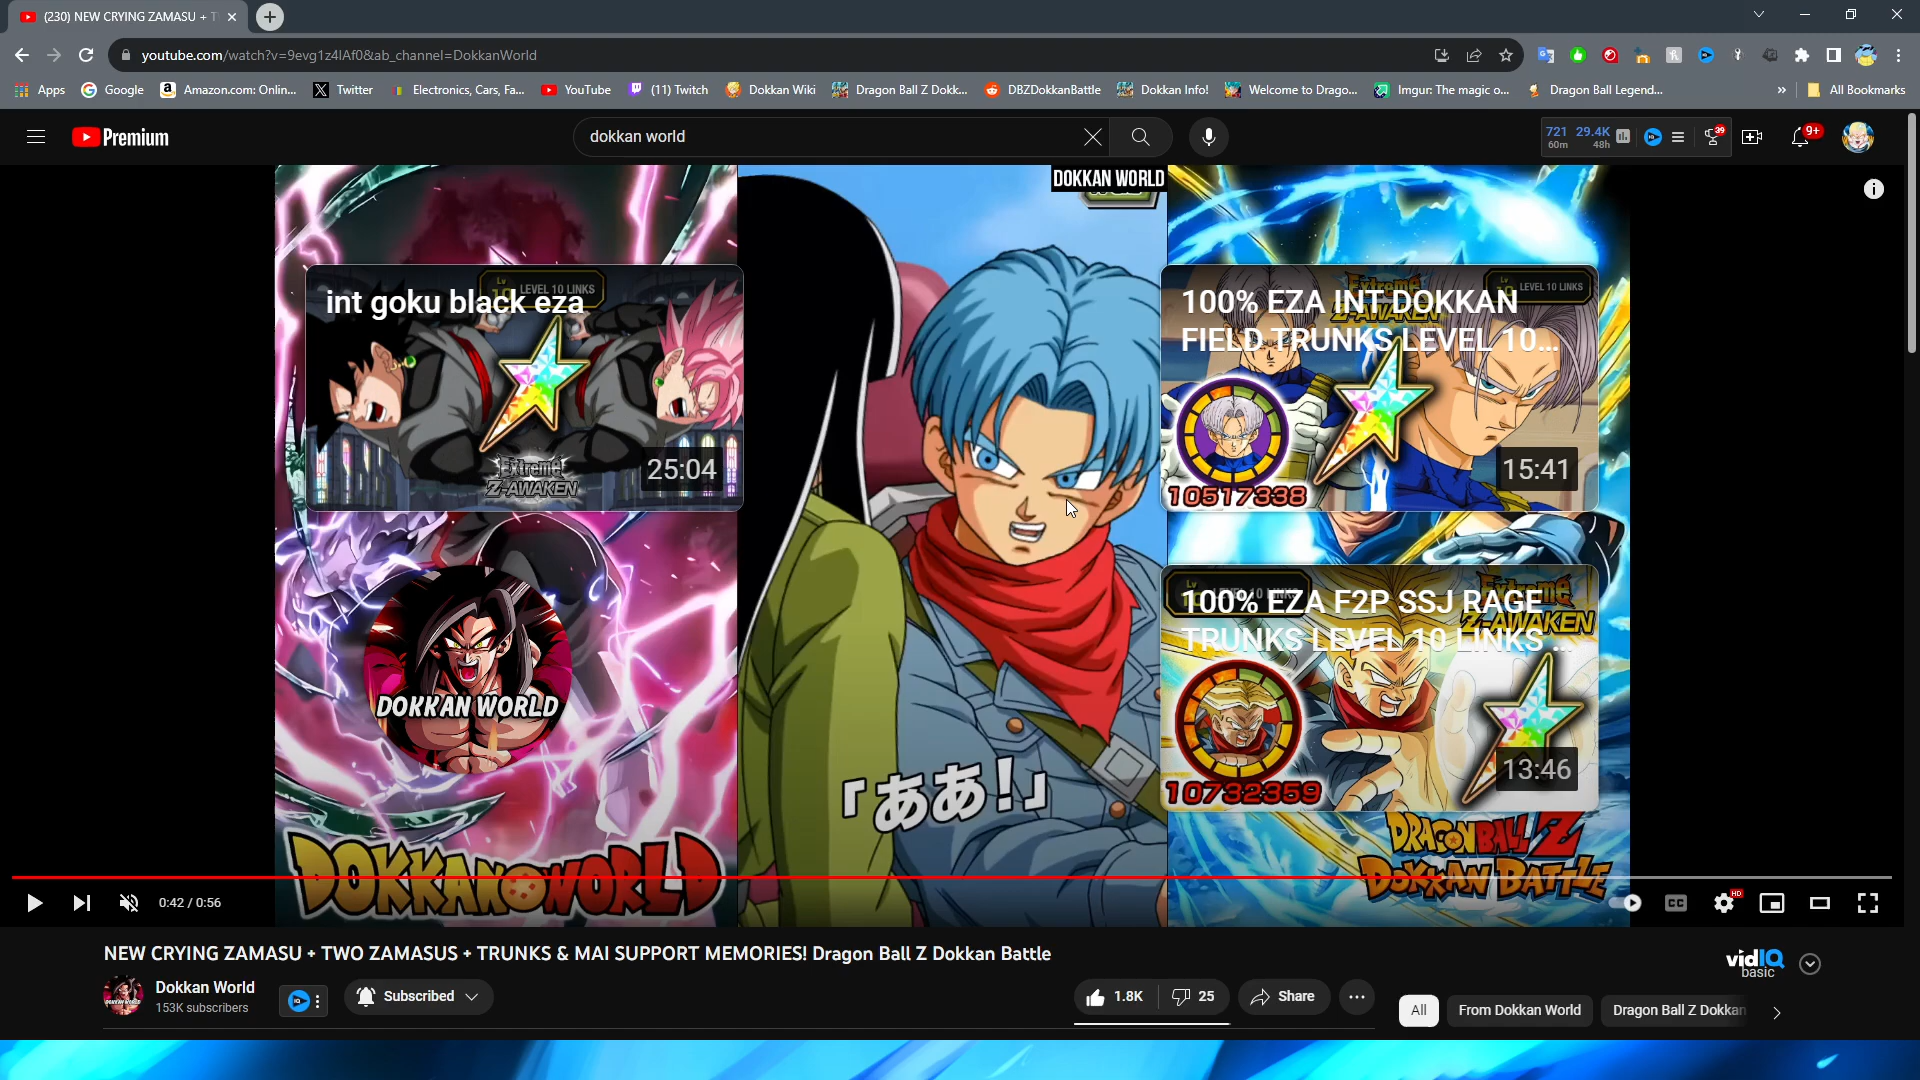 (230) NEW CRYING ZAMASU + T
youtube.com/watch?v=9evg1z4lAf0&ab_channel=DokkanWorld
Apps
Google
Amazon.com: Onlin...
Twitter
Electronics, Cars, Fa...
YouTube
(11) Twitch
Dokkan Wiki
Dragon Ball Z Dokk...
DBZDokkanBattle
Dokkan Info!
Welcome to Drago...
Imgur: The magic o...
Dragon Ball Legend...
»
All Bookmarks
Premium
dokkan world
721 60m
29.4K 48h
39
9+
DOKKAN WORLD
int goku black eza
Lv 10 LEVEL 10 LINKS
Extreme
Z-AWAKEN
25:04
100% EZA INT DOKKAN
FIELD TRUNKS LEVEL 10...
Extreme
Z-AWAKEN
LEVEL 10 LINKS
10517338
15:41
100% EZA F2P SSJ RAGE
TRUNKS LEVEL 10 LINKS ...
Extreme
Z-AWAKEN
10732359
13:46
DOKKAN WORLD
「ああ!」
DOKKAN WORLD
DRAGON BALL Z
DOKKAN BATTLE
0:42 / 0:56
CC
HD
NEW CRYING ZAMASU + TWO ZAMASUS + TRUNKS & MAI SUPPORT MEMORIES! Dragon Ball Z Dokkan Battle
vidIQ
basic
Dokkan World
153K subscribers
Subscribed
1.8K
25
Share
All
From Dokkan World
Dragon Ball Z Dokkan